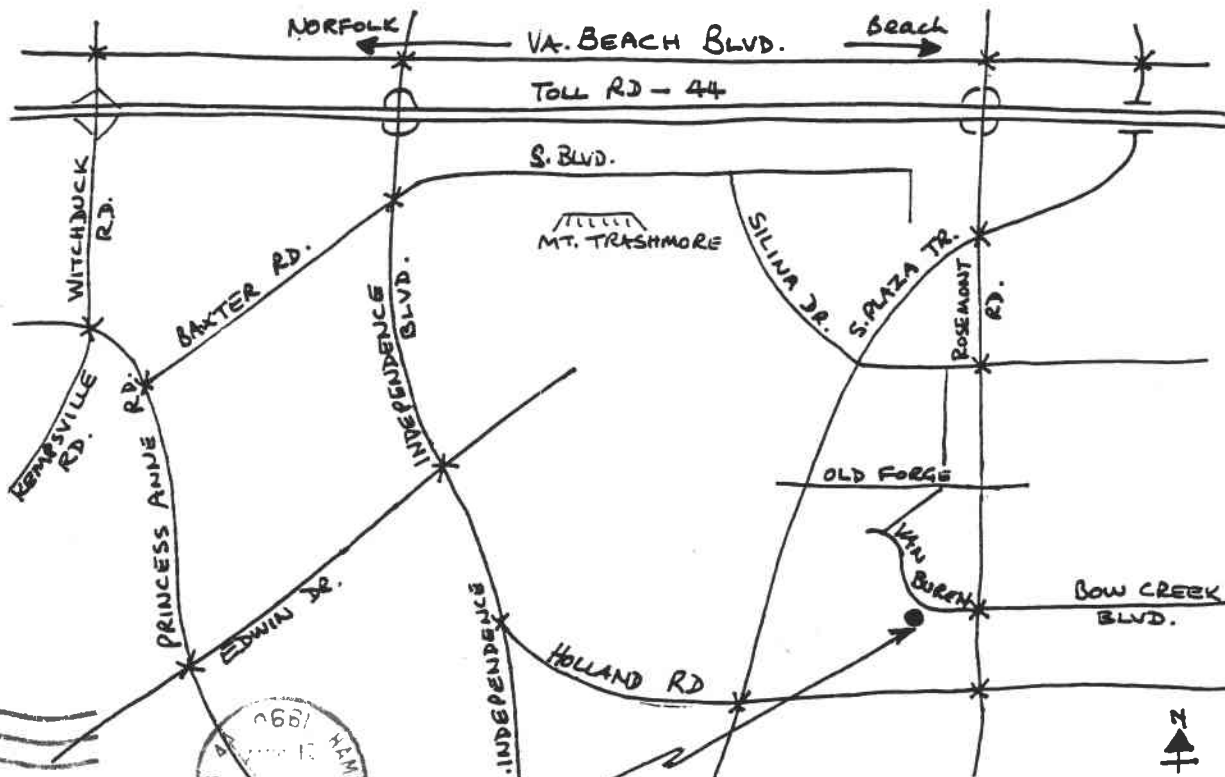 NORFOLK
VA. BEACH BLVD.
Beach
TOLL RD - 44
S. BLVD.
WITCHDUCK
RD.
MT. TRASHMORE
SILINA DR.
S. PLAZA TR.
ROSEMONT
RD.
BAXTER RD.
INDEPENDENCE
BLVD.
KEMPSVILLE
RD.
PRINCESS ANNE RD.
OLD FORGE
VAN
BUREN
BOW CREEK
BLVD.
EDWIN DR.
HOLLAND RD
S. INDEPENDENCE
1990
HAM
N